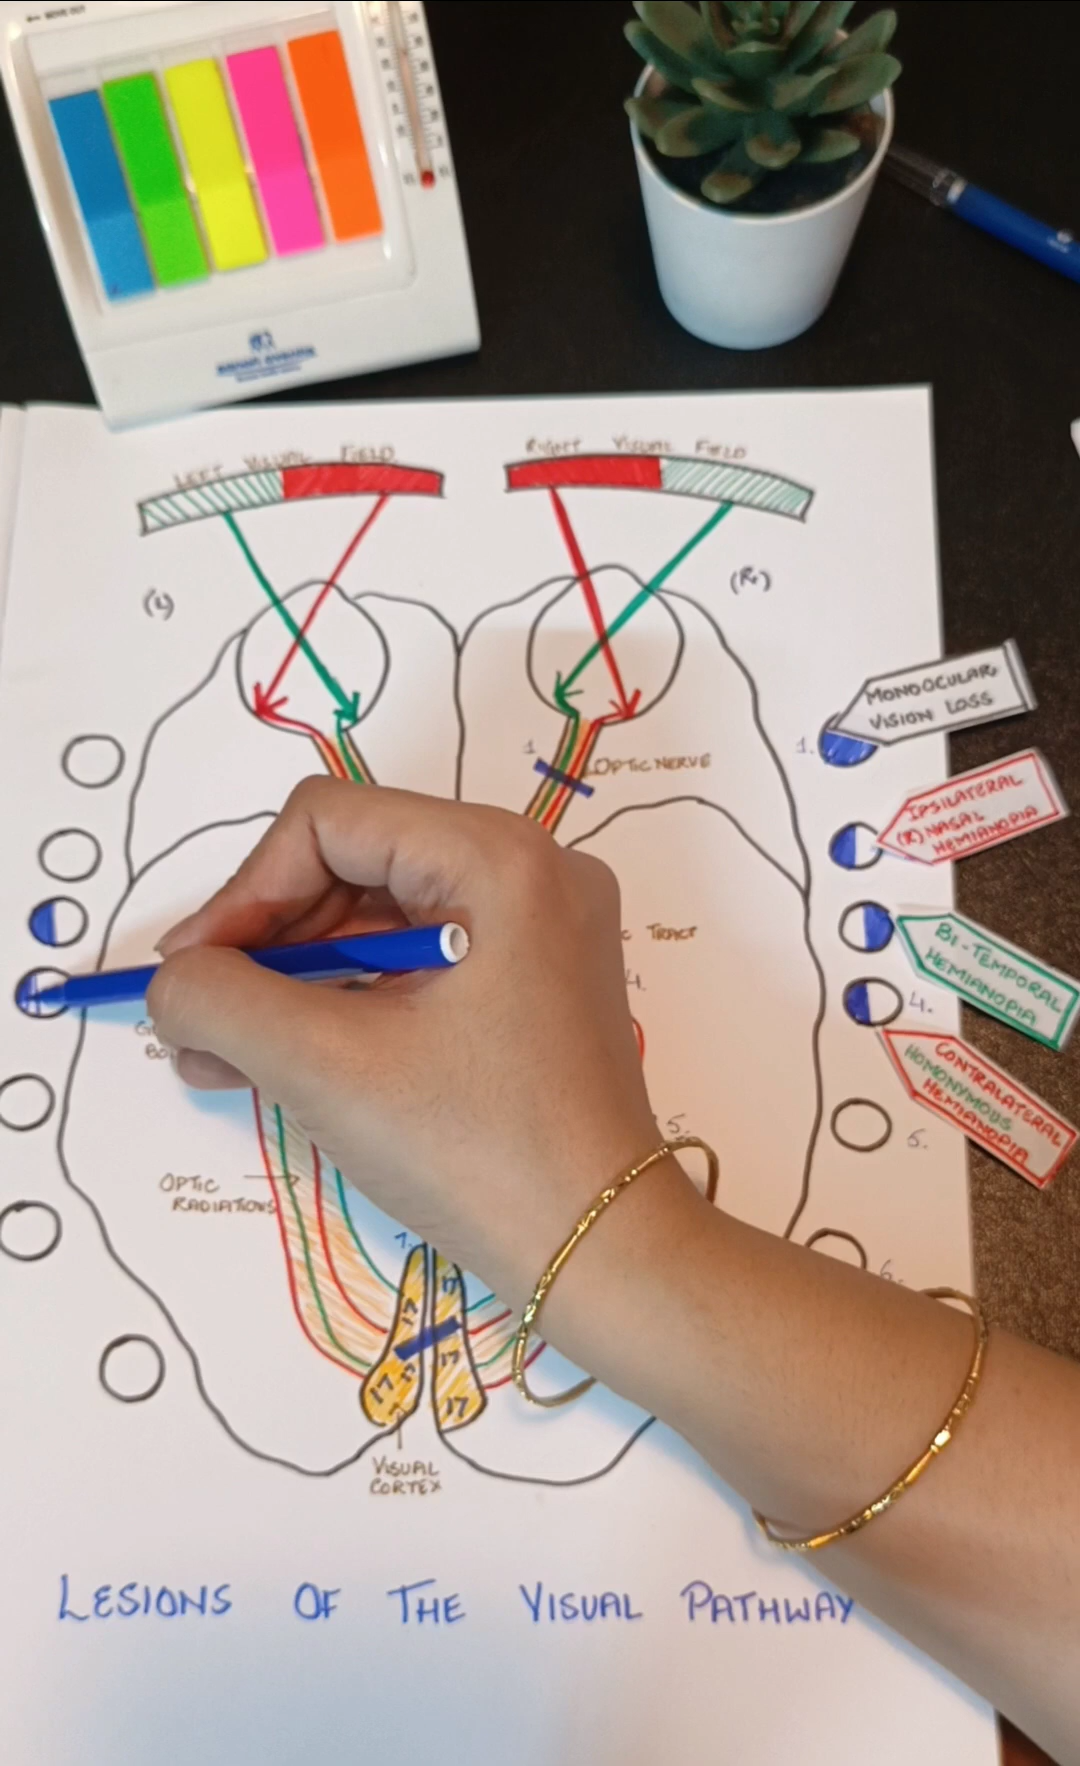 LEFT VISUAL FIELD
RIGHT VISUAL FIELD
(L)
(R)
MONOOCULAR
VISION LOSS
1.
1
OPTIC NERVE
IPSILATERAL
(R) NASAL
HEMIANOPIA
TRACT
BI-TEMPORAL
HEMIANOPIA
4.
4.
CONTRALATERAL
HOMONYMOUS
HEMIANOPIA
5.
5.
OPTIC
RADIATIONS
7.
6.
17
17
17
17
17
17
VISUAL
CORTEX
LESIONS OF THE VISUAL PATHWAY